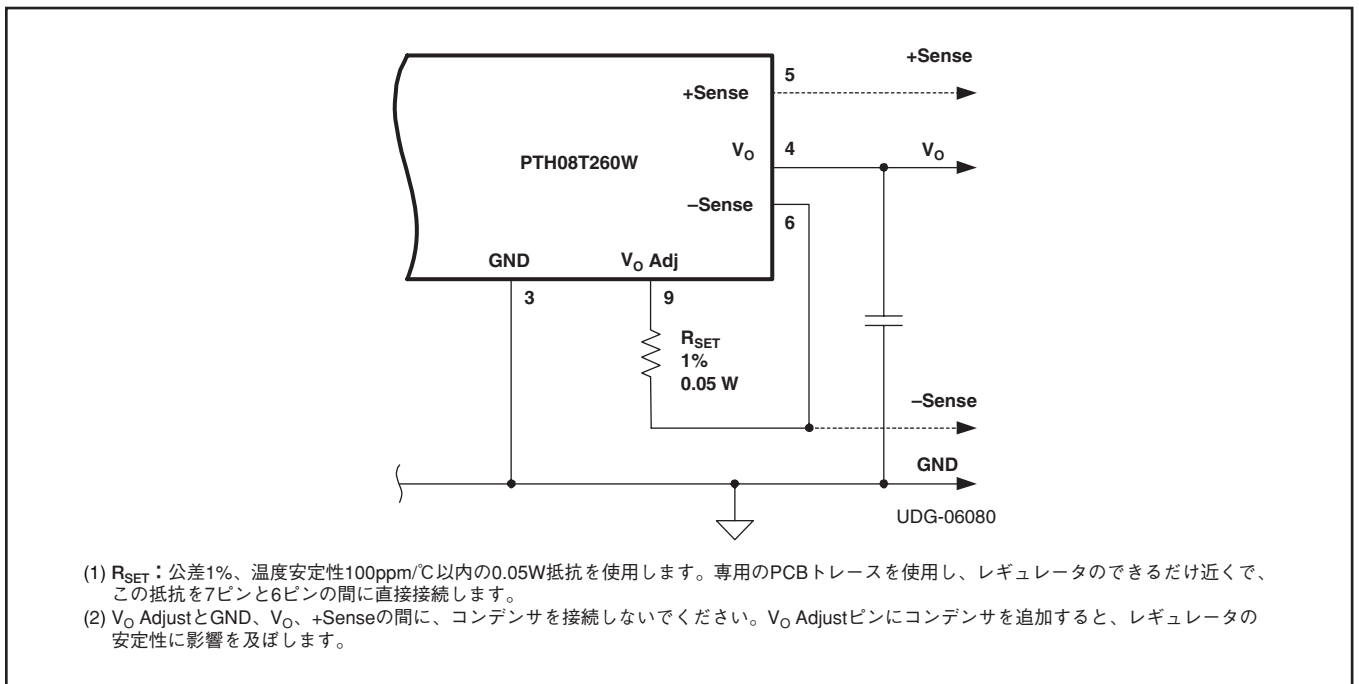 +Sense
5
+Sense
VO
4
VO
PTH08T260W
–Sense
6
GND
VO Adj
3
9
RSET
1%
0.05 W
–Sense
GND
UDG-06080
(1) RSET：公差1%、温度安定性100ppm/℃以内の0.05W抵抗を使用します。専用のPCBトレースを使用し、レギュレータのできるだけ近くで、
この抵抗を7ピンと6ピンの間に直接接続します。
(2) VO AdjustとGND、VO、+Senseの間に、コンデンサを接続しないでください。VO Adjustピンにコンデンサを追加すると、レギュレータの
安定性に影響を及ぼします。